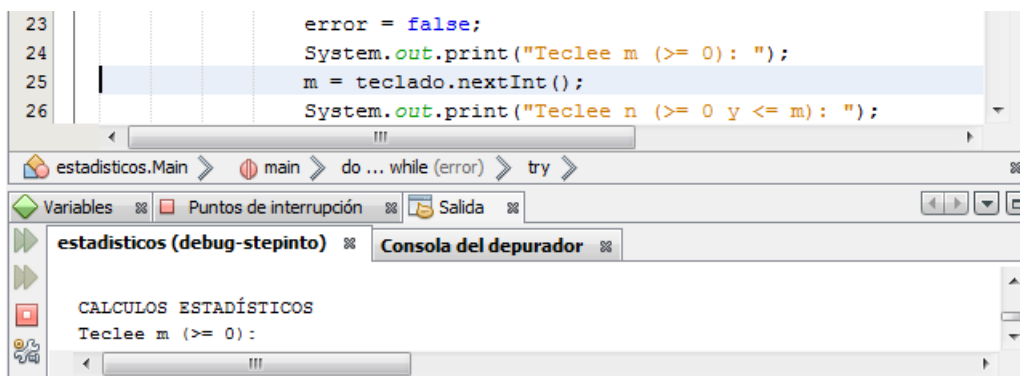 23 error = false;
24 System.out.print("Teclee m (>= 0): ");
25 m = teclado.nextInt();
26 System.out.print("Teclee n (>= 0 y <= m): ");
estadisticos.Main main do ... while (error) try
Variables Puntos de interrupción Salida
estadisticos (debug-stepinto) Consola del depurador
CALCULOS ESTADÍSTICOS
Teclee m (>= 0):